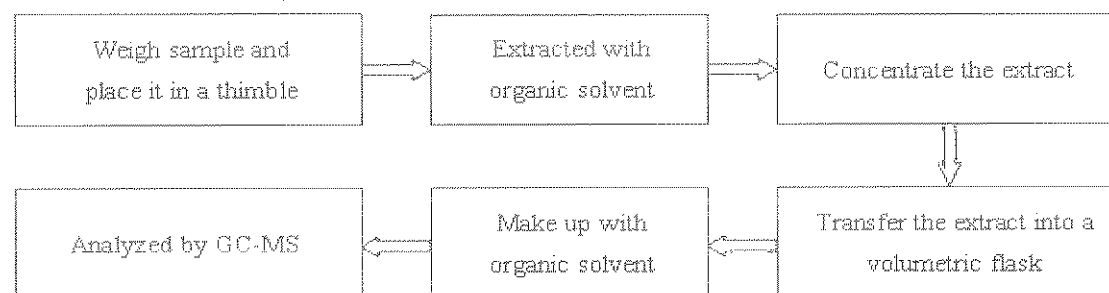 Weigh sample and
place it in a thimble
Extracted with
organic solvent
Concentrate the extract
Transfer the extract into a
volumetric flask
Make up with
organic solvent
Analyzed by GC-MS